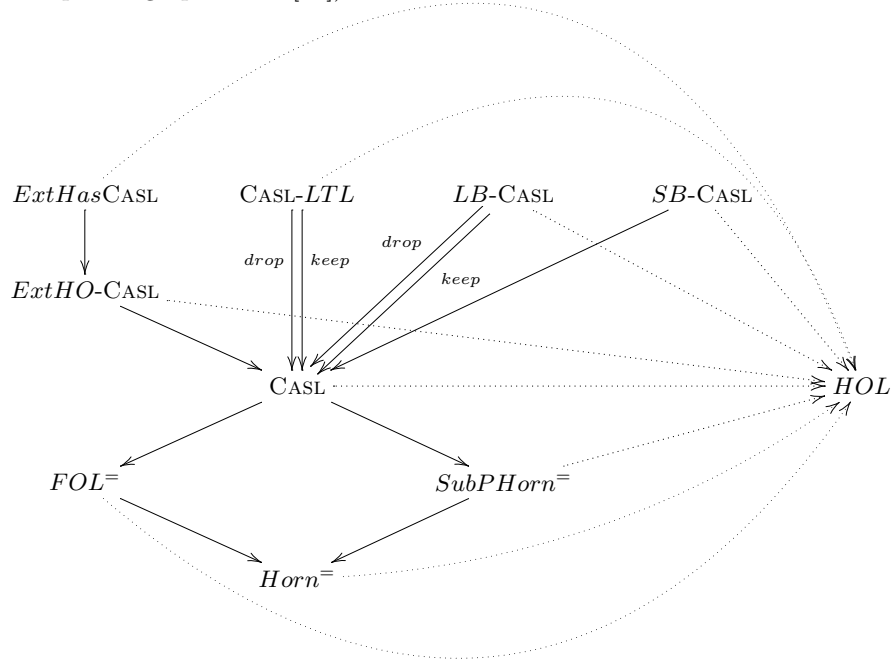 ExtHasCASL CASL-LTL LB-CASL SB-CASL
drop
drop keep
keep
ExtHO-CASL
CASL HOL
FOL= SubPHorn=
Horn=